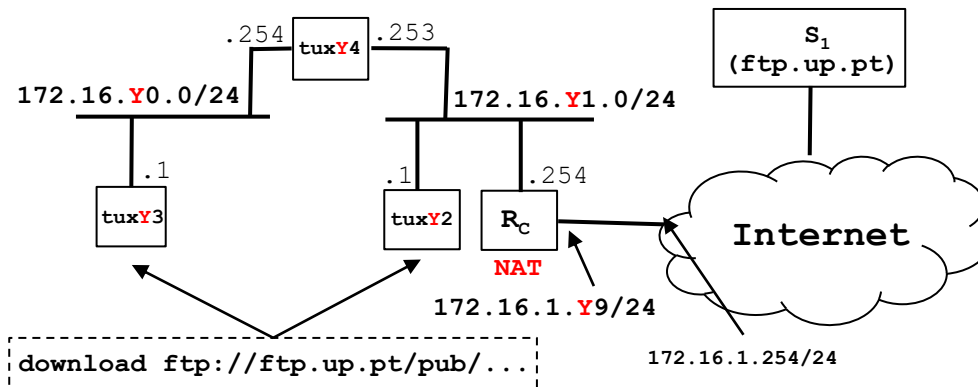 .254
tuxY4
.253
S1
(ftp.up.pt)
172.16.Y0.0/24
172.16.Y1.0/24
.1
.1
.254
tuxY3
tuxY2
RC
Internet
NAT
172.16.1.Y9/24
172.16.1.254/24
download ftp://ftp.up.pt/pub/...